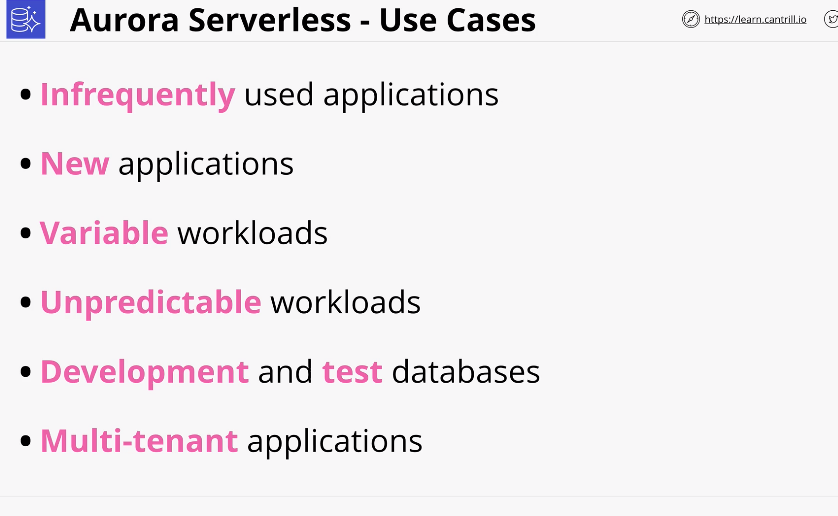 Aurora Serverless - Use Cases
https://learn.cantrill.io
• Infrequently used applications
• New applications
• Variable workloads
• Unpredictable workloads
• Development and test databases
• Multi-tenant applications